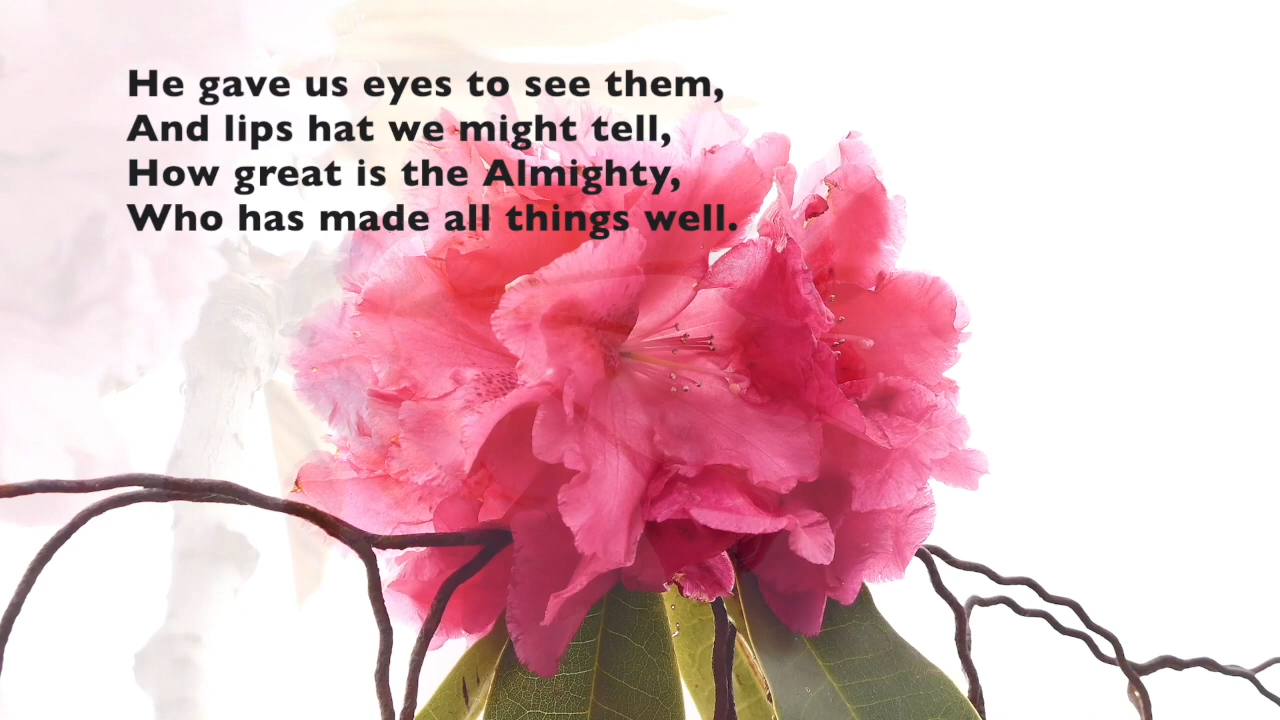 He gave us eyes to see them,
And lips hat we might tell,
How great is the Almighty,
Who has made all things well.